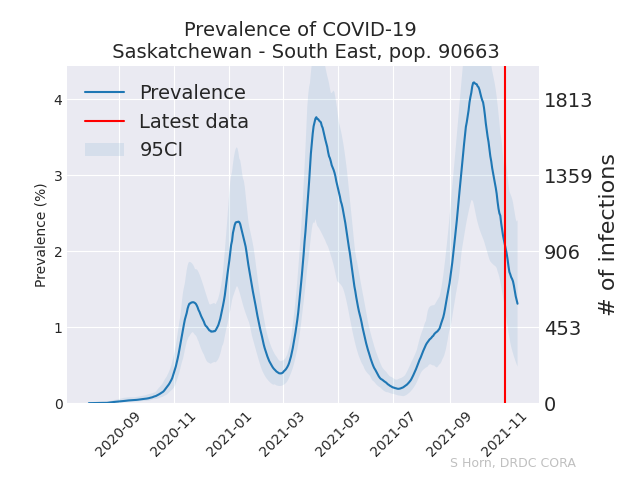 Prevalence of COVID-19
Saskatchewan - South East, pop. 90663
Prevalence
Latest data
95CI
Prevalence (%)
4
3
2
1
0
1813
1359
906
453
0
# of infections
2020-09
2020-11
2021-01
2021-03
2021-05
2021-07
2021-09
2021-11
S Horn, DRDC CORA